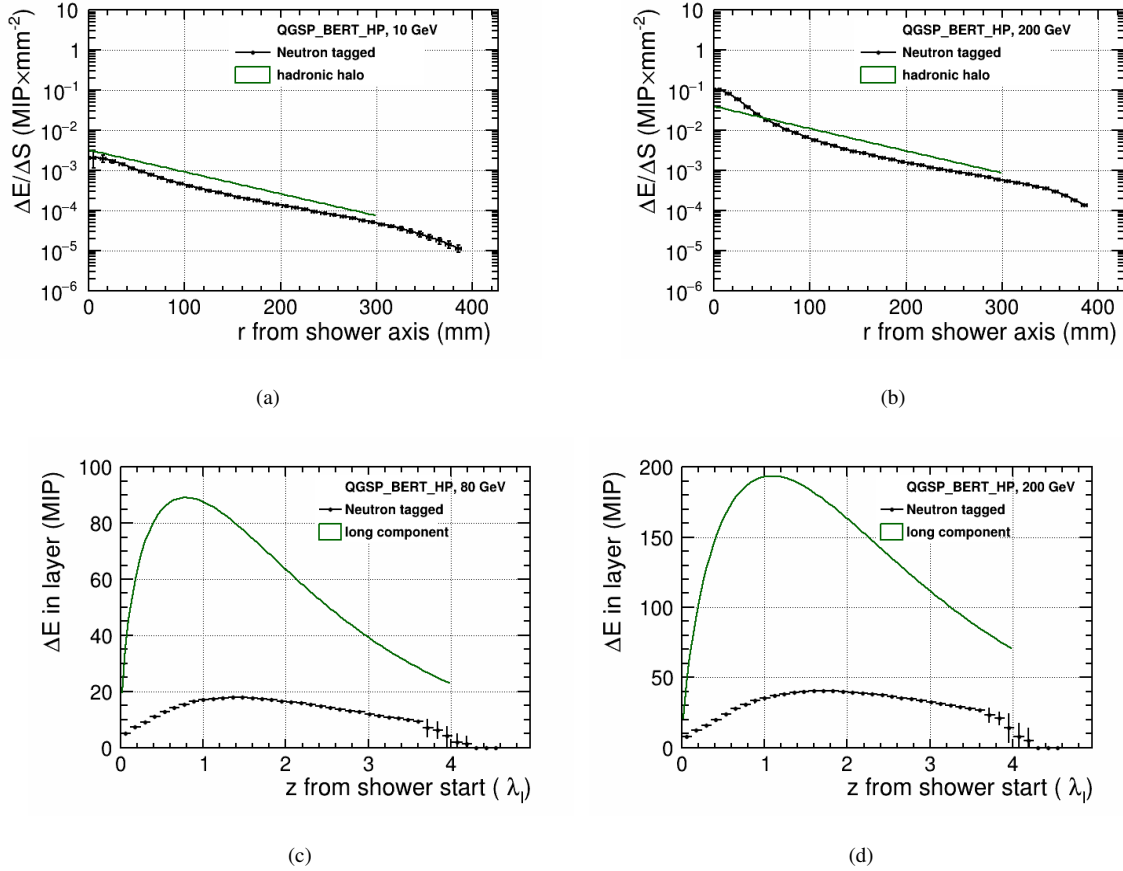 QGSP_BERT_HP, 10 GeV
Neutron tagged
hadronic halo
ΔE/ΔS (MIP×mm⁻²)
10
1
10⁻¹
10⁻²
10⁻³
10⁻⁴
10⁻⁵
10⁻⁶
0 100 200 300 400
r from shower axis (mm)
(a)
QGSP_BERT_HP, 200 GeV
Neutron tagged
hadronic halo
ΔE/ΔS (MIP×mm⁻²)
10
1
10⁻¹
10⁻²
10⁻³
10⁻⁴
10⁻⁵
10⁻⁶
0 100 200 300 400
r from shower axis (mm)
(b)
QGSP_BERT_HP, 80 GeV
Neutron tagged
long component
ΔE in layer (MIP)
100
80
60
40
20
0
0 1 2 3 4
z from shower start ( λ_I)
(c)
QGSP_BERT_HP, 200 GeV
Neutron tagged
long component
ΔE in layer (MIP)
200
150
100
50
0
0 1 2 3 4
z from shower start ( λ_I)
(d)